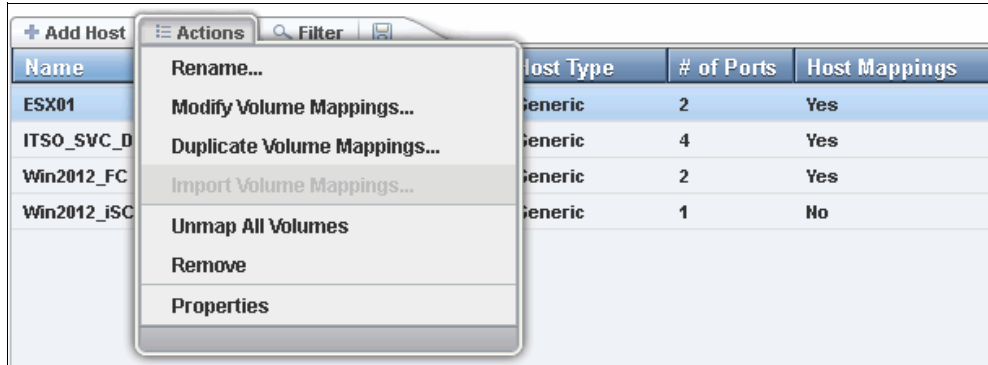 Add Host Actions Filter
Name Host Type # of Ports Host Mappings
Rename...
ESX01 Generic 2 Yes
Modify Volume Mappings...
ITSO_SVC_D Generic 4 Yes
Duplicate Volume Mappings...
Win2012_FC Generic 2 Yes
Import Volume Mappings...
Win2012_iSC Generic 1 No
Unmap All Volumes
Remove
Properties